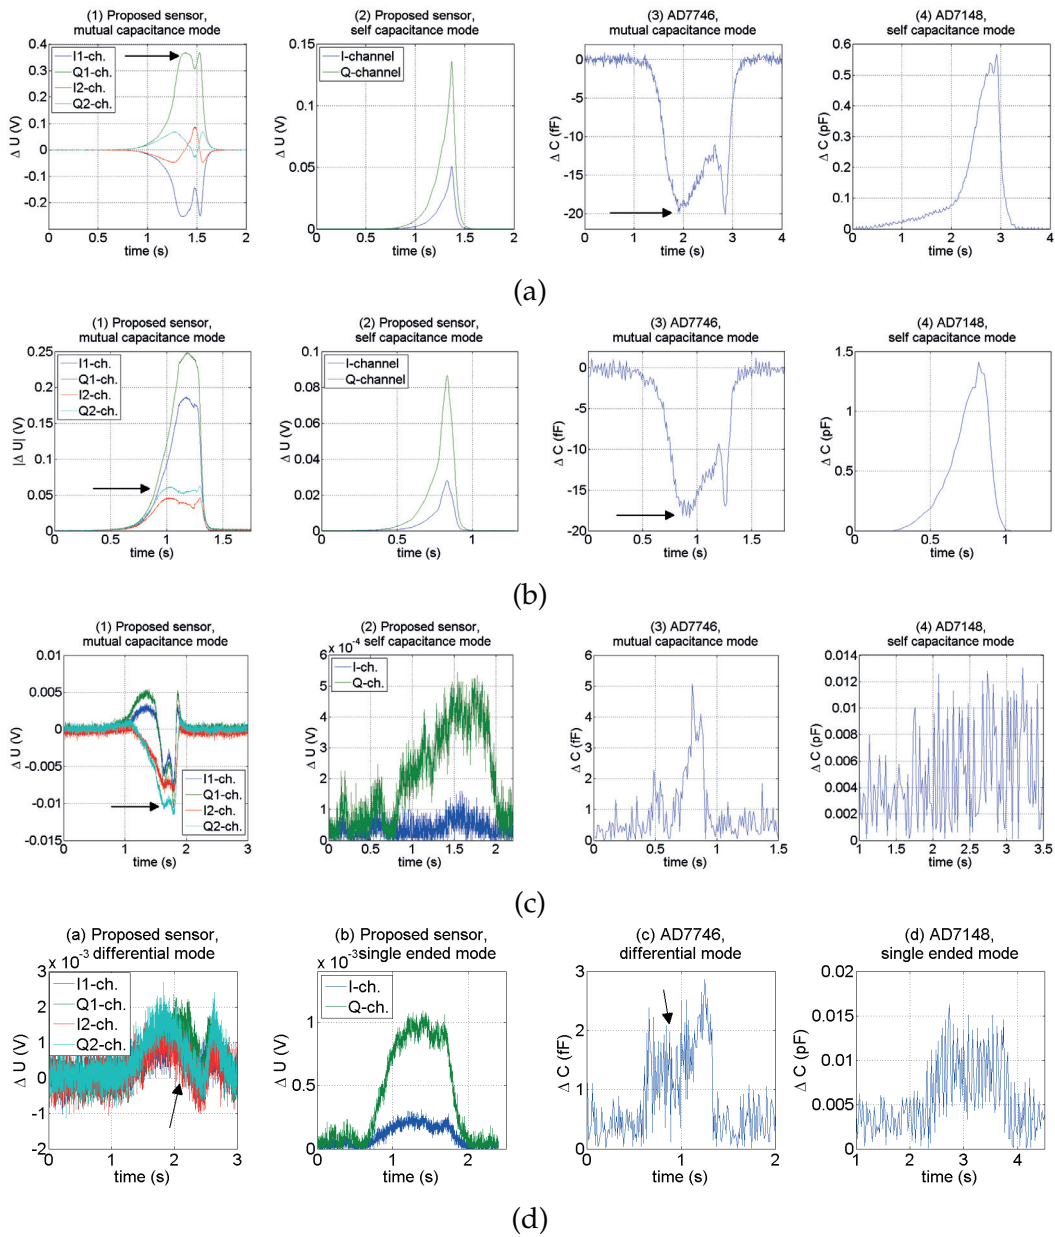 (1) Proposed sensor,
mutual capacitance mode
0.4
0.3
0.2
0.1
0
-0.1
-0.2
Δ U (V)
I1-ch.
Q1-ch.
I2-ch.
Q2-ch.
0 0.5 1 1.5 2
time (s)
(2) Proposed sensor,
self capacitance mode
0.15
0.1
0.05
0
Δ U (V)
I-channel
Q-channel
0 0.5 1 1.5 2
time (s)
(3) AD7746,
mutual capacitance mode
0
-5
-10
-15
-20
Δ C (fF)
0 1 2 3 4
time (s)
(4) AD7148,
self capacitance mode
0.6
0.5
0.4
0.3
0.2
0.1
0
Δ C (pF)
0 1 2 3 4
time (s)
(a)
(1) Proposed sensor,
mutual capacitance mode
0.25
0.2
0.15
0.1
0.05
0
|Δ U| (V)
I1-ch.
Q1-ch.
I2-ch.
Q2-ch.
0 0.5 1 1.5
time (s)
(2) Proposed sensor,
self capacitance mode
0.1
0.08
0.06
0.04
0.02
0
Δ U (V)
I-channel
Q-channel
0 0.5 1
time (s)
(3) AD7746,
mutual capacitance mode
0
-5
-10
-15
-20
Δ C (fF)
0 0.5 1 1.5
time (s)
(4) AD7148,
self capacitance mode
1.5
1
0.5
0
Δ C (pF)
0 0.5 1
time (s)
(b)
(1) Proposed sensor,
mutual capacitance mode
0.01
0.005
0
-0.005
-0.01
-0.015
Δ U (V)
I1-ch.
Q1-ch.
I2-ch.
Q2-ch.
0 1 2 3
time (s)
(2) Proposed sensor,
x 10⁻⁴ self capacitance mode
6
5
4
3
2
1
0
Δ U (V)
I-ch.
Q-ch.
0 0.5 1 1.5 2
time (s)
(3) AD7746,
mutual capacitance mode
6
5
4
3
2
1
0
Δ C (fF)
0 0.5 1 1.5
time (s)
(4) AD7148,
self capacitance mode
0.014
0.012
0.01
0.008
0.006
0.004
0.002
0
Δ C (pF)
1 1.5 2 2.5 3 3.5
time (s)
(c)
(a) Proposed sensor,
x 10⁻³ differential mode
3
2
1
0
-1
-2
Δ U (V)
I1-ch.
Q1-ch.
I2-ch.
Q2-ch.
0 1 2 3
time (s)
(b) Proposed sensor,
x 10⁻³single ended mode
1
0.5
0
Δ U (V)
I-ch.
Q-ch.
0 1 2
time (s)
(c) AD7746,
differential mode
3
2
1
0
Δ C (fF)
0 1 2
time (s)
(d) AD7148,
single ended mode
0.02
0.015
0.01
0.005
0
Δ C (pF)
1 2 3 4
time (s)
(d)